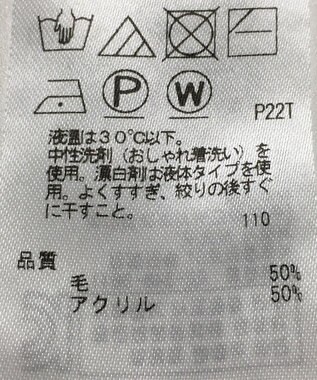 P
W
P22T
液温は30℃以下。
中性洗剤(おしゃれ着洗い)を
使用。漂白剤は液体タイプを使
用。よくすすぎ、絞りの後すぐ
に干すこと。
110
品質
毛 50%
アクリル 50%